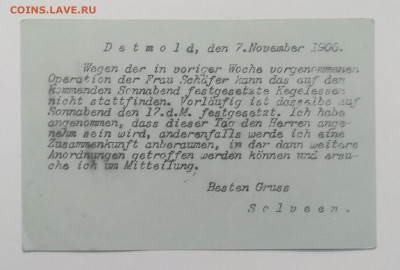 COINS.LAVE.RU
Detmold, den 7.November 1900.
Wegen der in voriger Woche vorgenommenen
Operation der Frau Schäfer kann das auf den
kommenden Sonnabend festgesetzte Kegelessen
nicht stattfinden. Vorläufig ist dasselbe auf
Sonnabend den 17.d.M. festgesetzt. Ich habe
angenommen, dass dieser Tag den Herren ange-
nehm sein wird, anderenfalls werde ich eine
Zusammenkunft anberaumen, in der dann weitere
Anordnungen getroffen werden können und ersu-
che ich um Mitteilung.
Besten Gruss
Solveen.